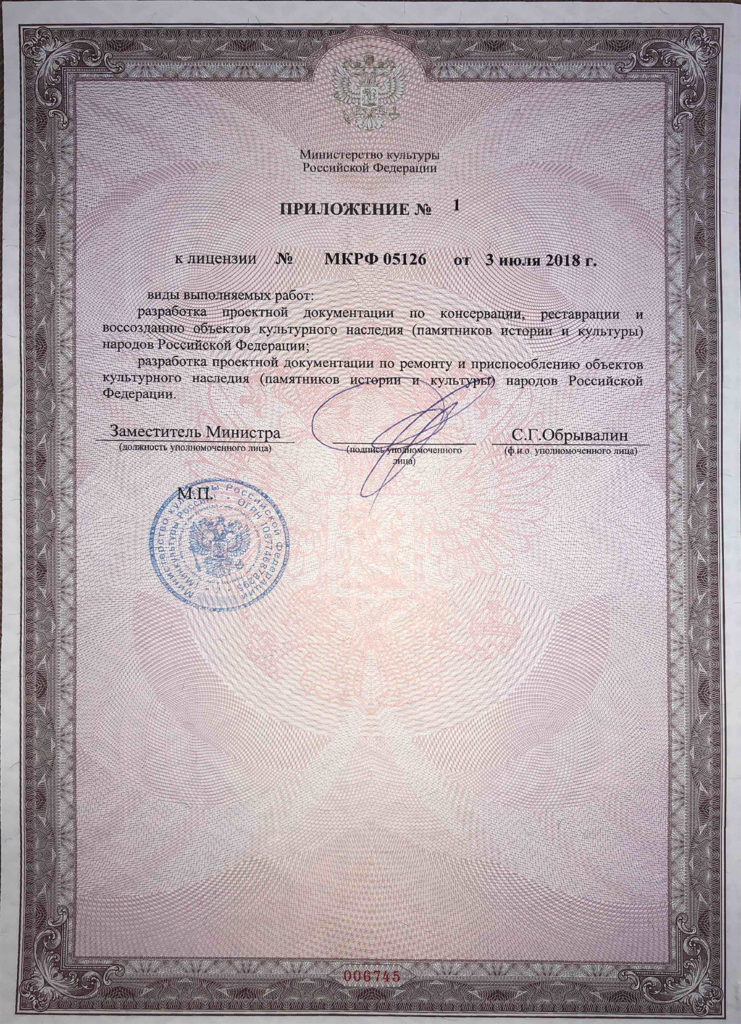 Министерство культуры
Российской Федерации
ПРИЛОЖЕНИЕ № 1
к лицензии № МКРФ 05126 от 3 июля 2018 г.
виды выполняемых работ:
разработка проектной документации по консервации, реставрации и
воссозданию объектов культурного наследия (памятников истории и культуры)
народов Российской Федерации;
разработка проектной документации по ремонту и приспособлению объектов
культурного наследия (памятников истории и культуры) народов Российской
Федерации.
Заместитель Министра С.Г.Обрывалин
(должность уполномоченного лица) (подпись уполномоченного (ф.и.о. уполномоченного лица)
лица)
М.П.
Министерство культуры Российской Федерации
(Минкультуры России) ОГРН
006745